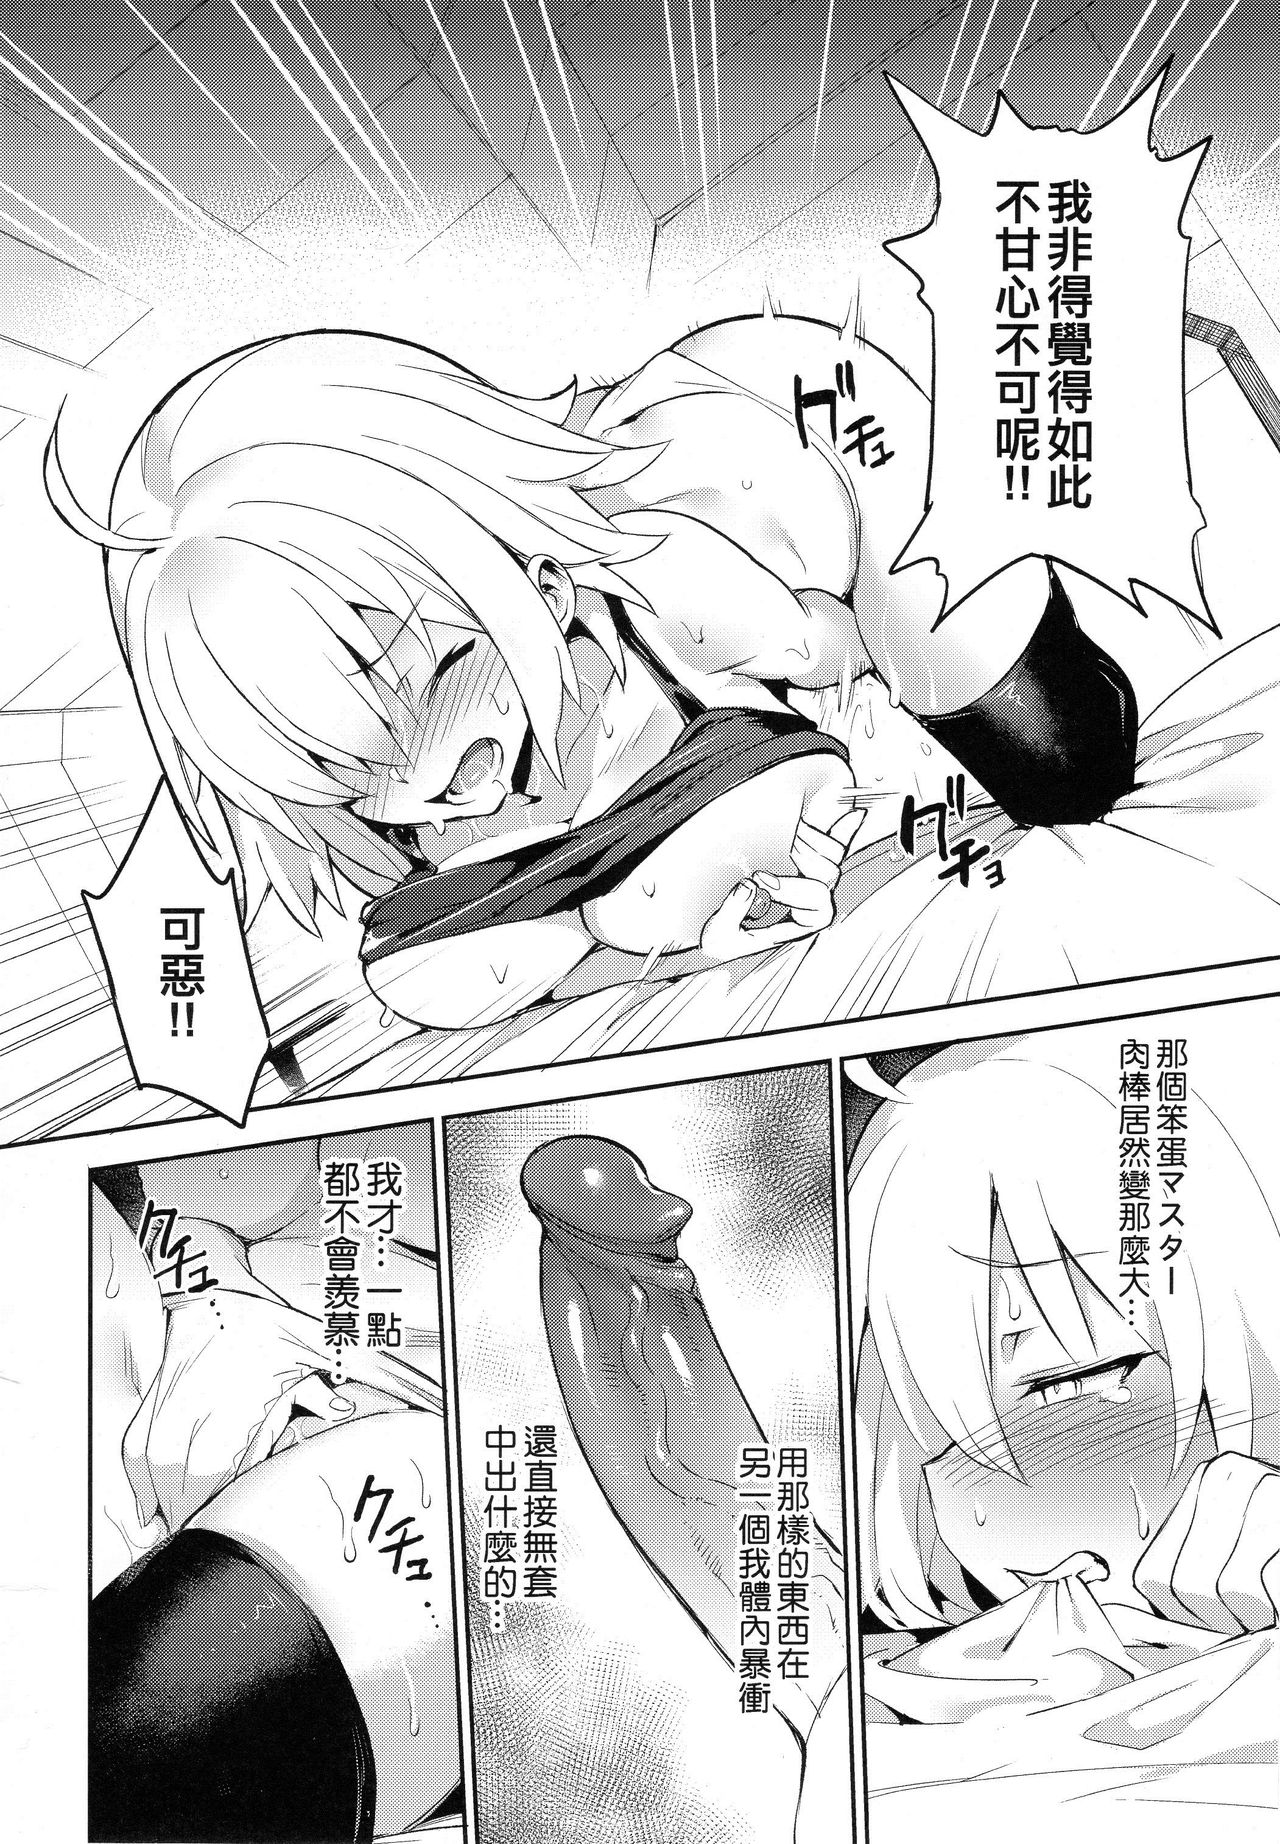 我非得覺得如此
不甘心不可呢!!
グチュ
グチョ
可惡!!
那個笨蛋マスター
肉棒居然變那麼大…
用那樣的東西在
另一個我體內暴衝
還直接無套
中出什麼的…
我才…一點
都不會羨慕…
クチュ…
クチュ…